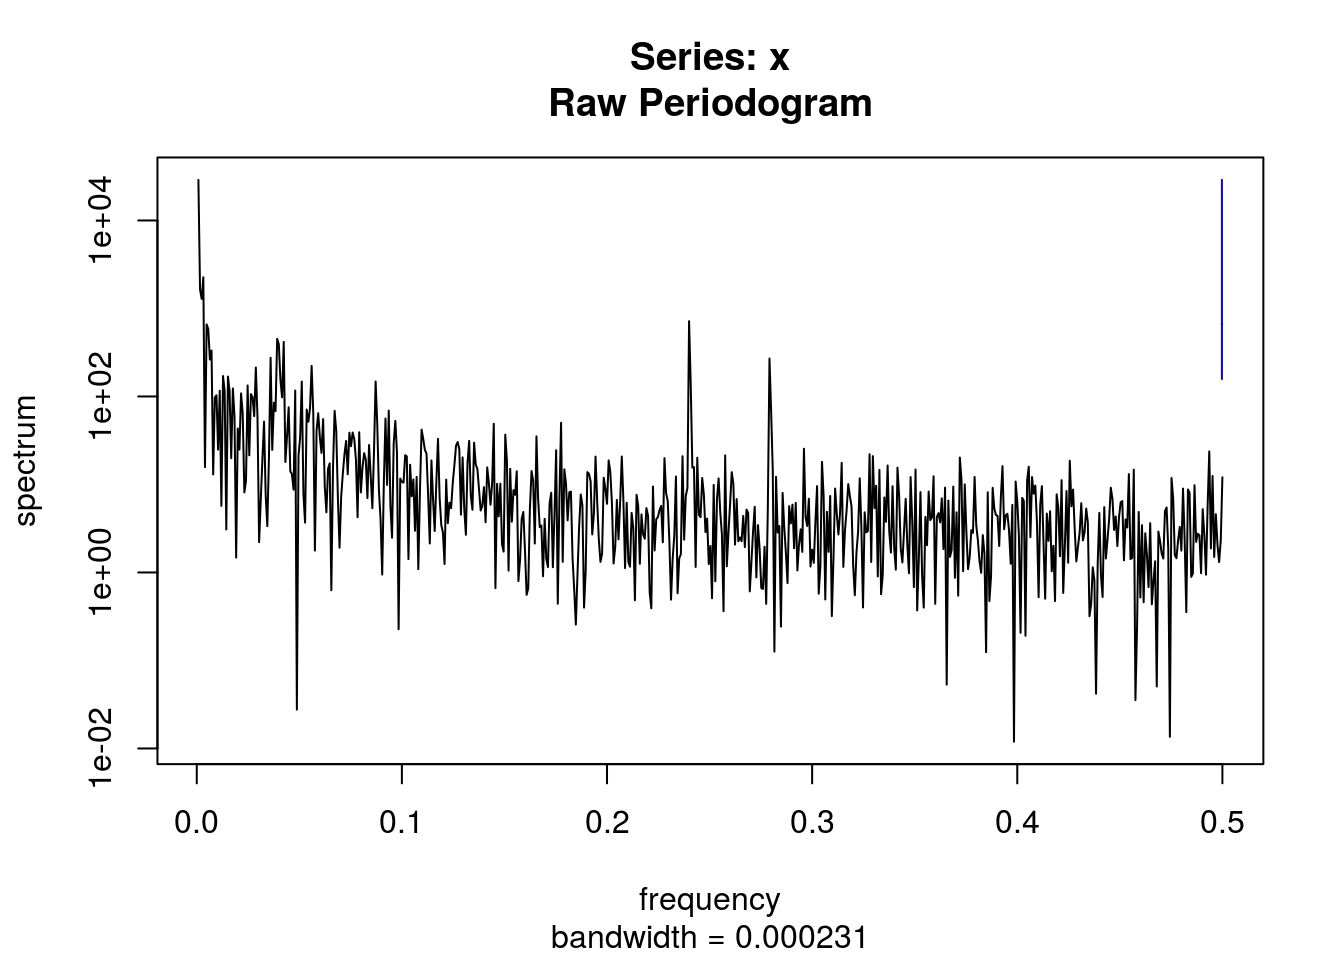 Series: x
Raw Periodogram
spectrum
1e+04
1e+02
1e+00
1e-02
0.0 0.1 0.2 0.3 0.4 0.5
frequency
bandwidth = 0.000231